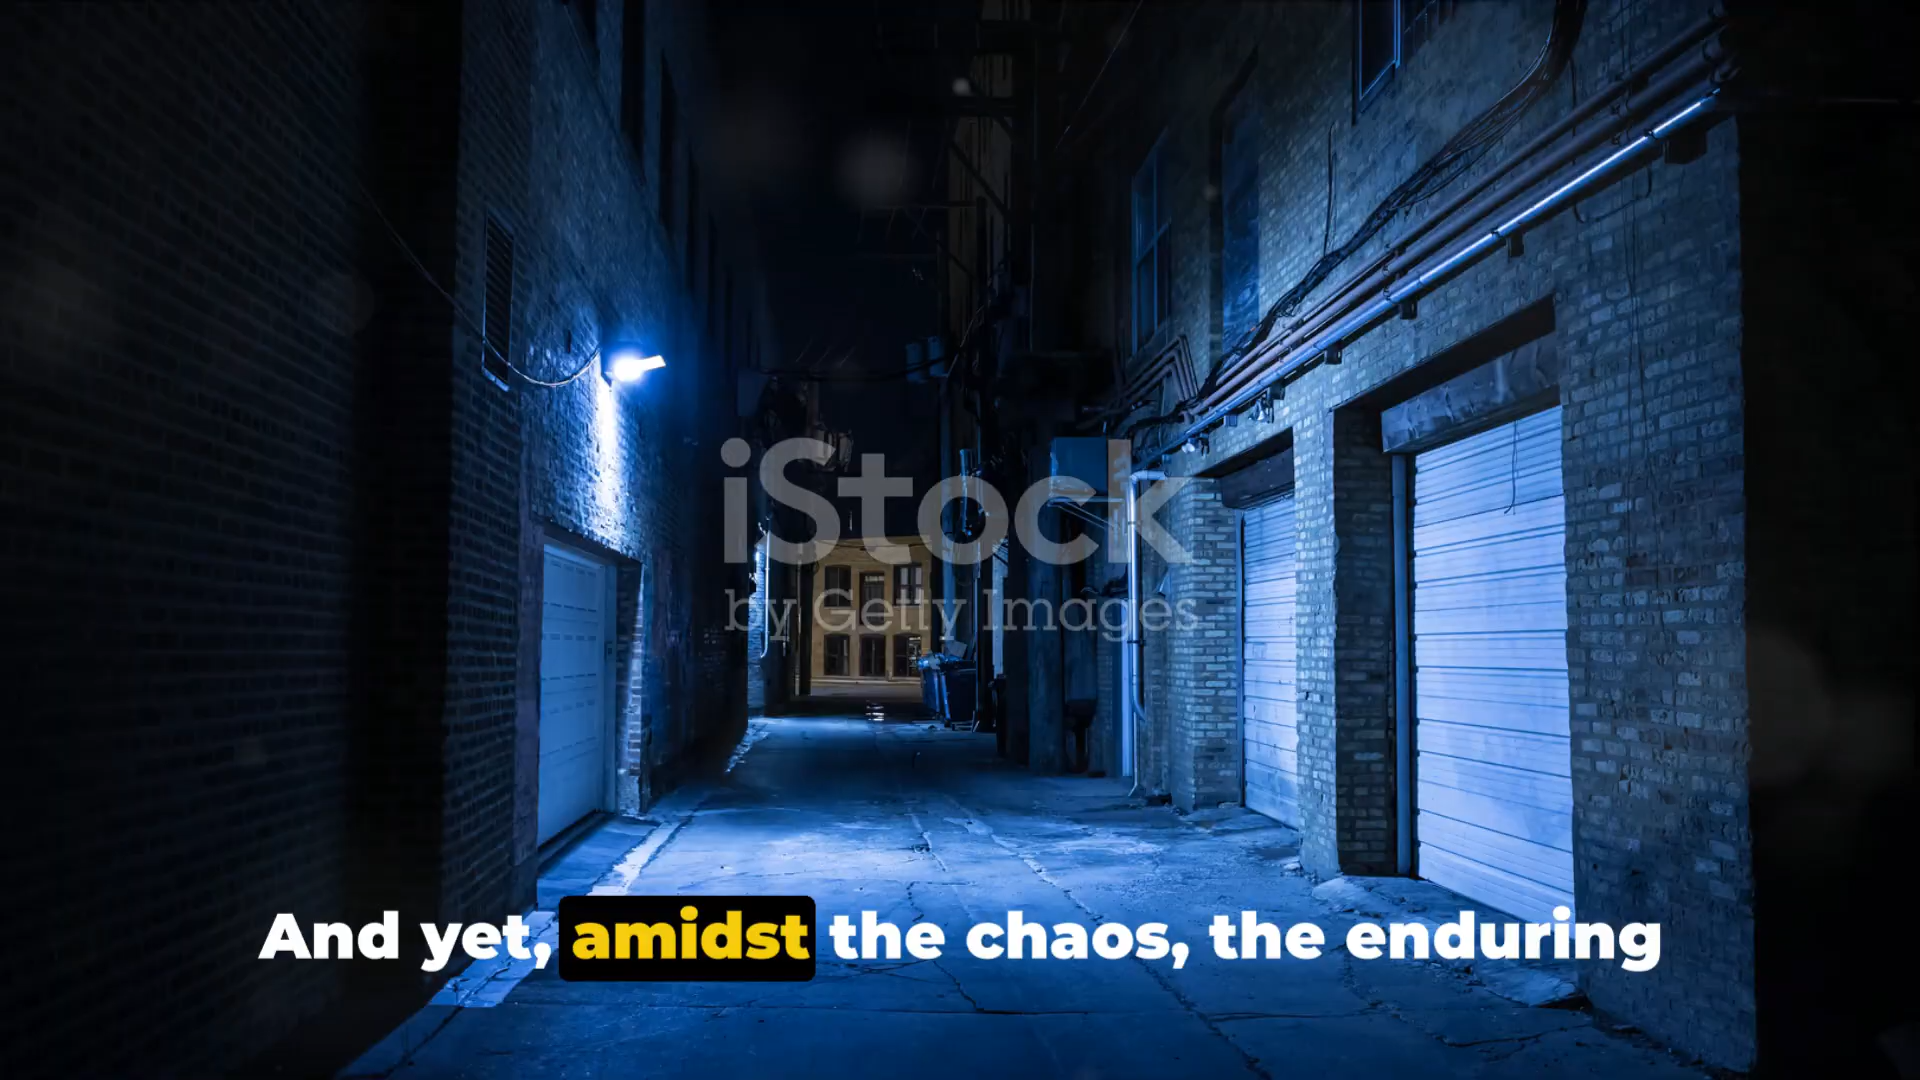 iStock
by Getty Images
And yet, amidst the chaos, the enduring